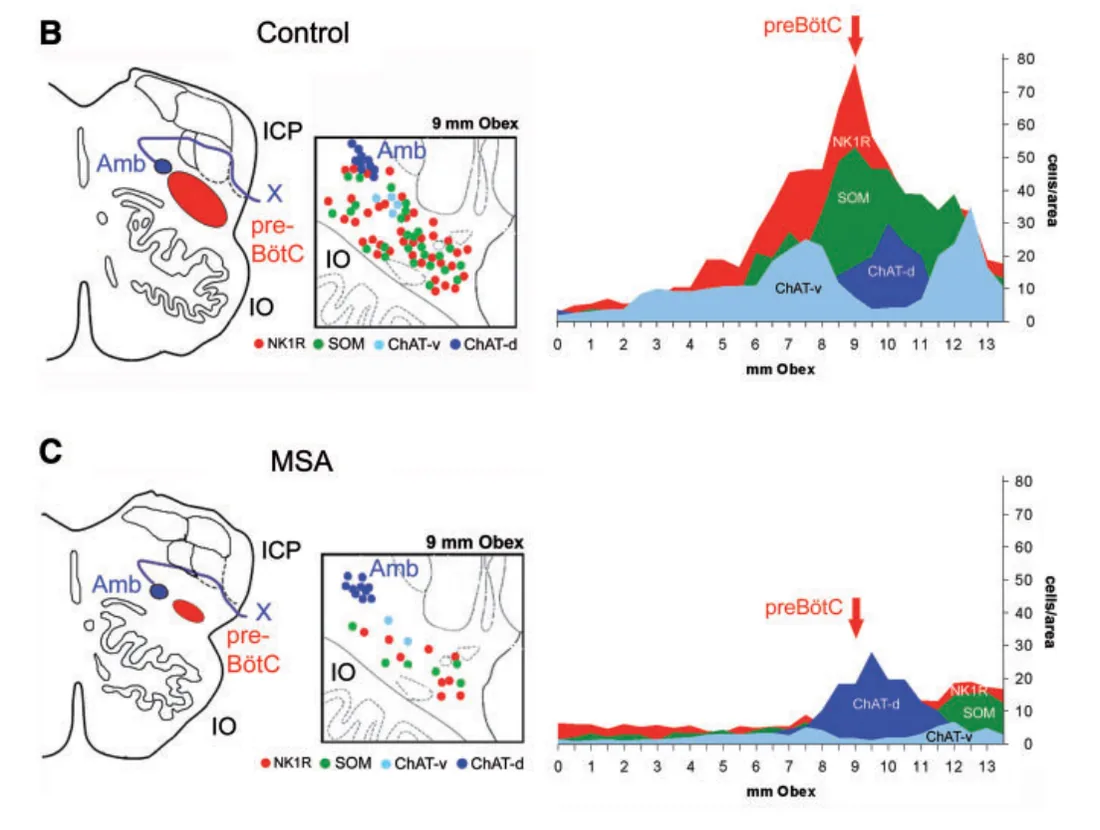 B
Control
ICP
Amb
X
pre-
BötC
IO
9 mm Obex
Amb
IO
NK1R SOM ChAT-v ChAT-d
preBötC
NK1R
SOM
ChAT-d
ChAT-v
80
70
60
50
40
30
20
10
0
cells/area
0 1 2 3 4 5 6 7 8 9 10 11 12 13
mm Obex
C
MSA
ICP
Amb
X
pre-
BötC
IO
9 mm Obex
Amb
IO
NK1R SOM ChAT-v ChAT-d
preBötC
ChAT-d
NK1R
SOM
ChAT-v
80
70
60
50
40
30
20
10
0
cells/area
0 1 2 3 4 5 6 7 8 9 10 11 12 13
mm Obex